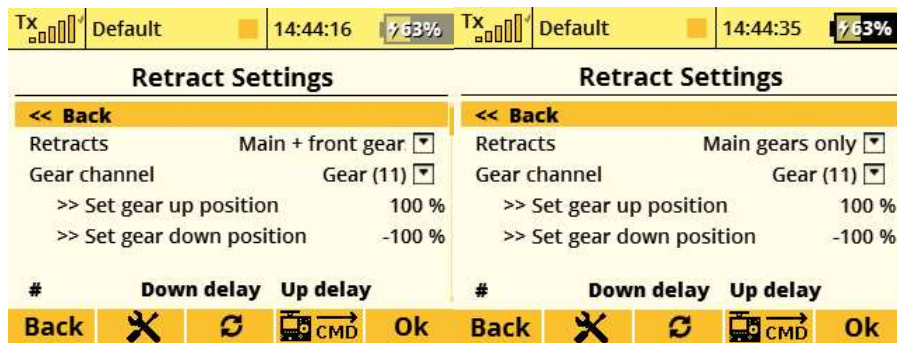 Tx Default 14:44:16 63%
Retract Settings
<< Back
Retracts Main + front gear
Gear channel Gear (11)
>> Set gear up position 100 %
>> Set gear down position -100 %
# Down delay Up delay
Back CMD Ok
Tx Default 14:44:35 63%
Retract Settings
<< Back
Retracts Main gears only
Gear channel Gear (11)
>> Set gear up position 100 %
>> Set gear down position -100 %
# Down delay Up delay
Back CMD Ok